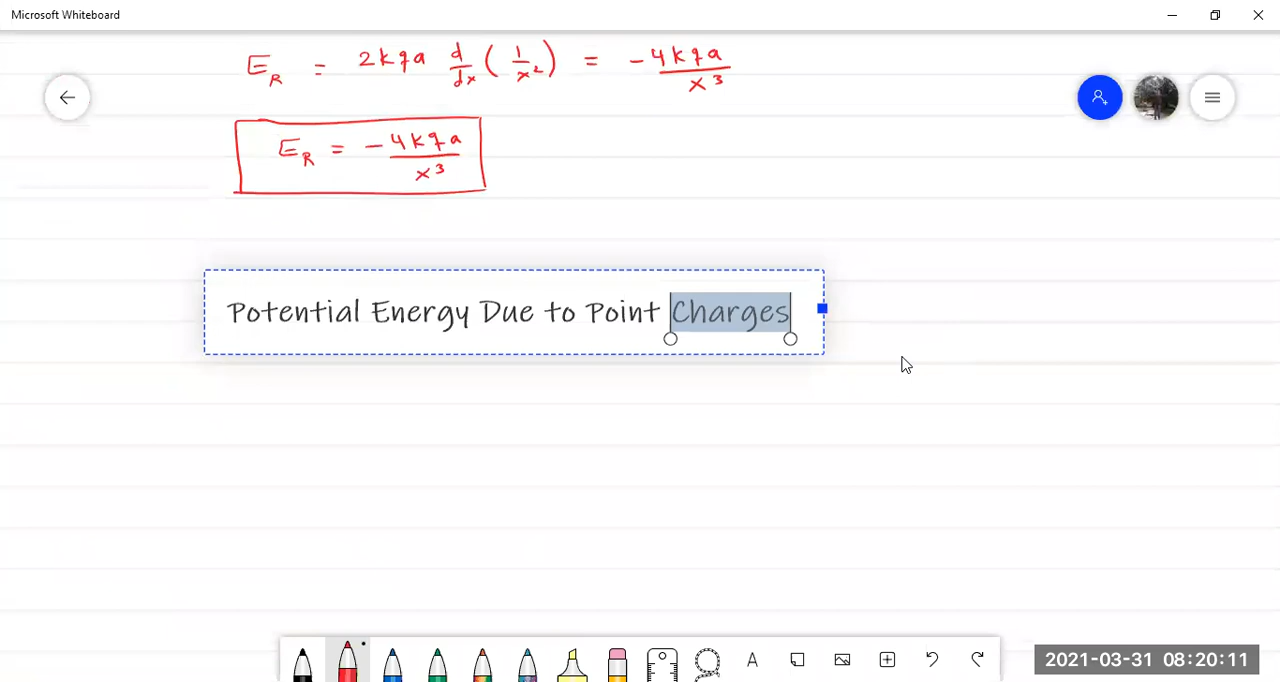 Microsoft Whiteboard
E_R = 2kqa d/dx (1/x²) = -4kqa/x³
E_R = -4kqa/x³
Potential Energy Due to Point Charges
A
2021-03-31 08:20:11